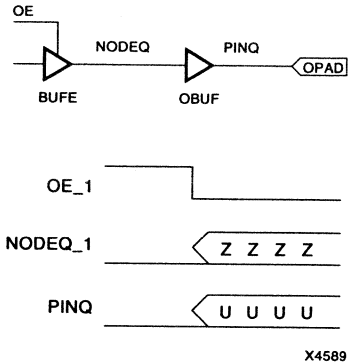 OE
NODEQ PINQ
OPAD
BUFE OBUF
OE_1
NODEQ_1 Z Z Z Z
PINQ U U U U
X4589